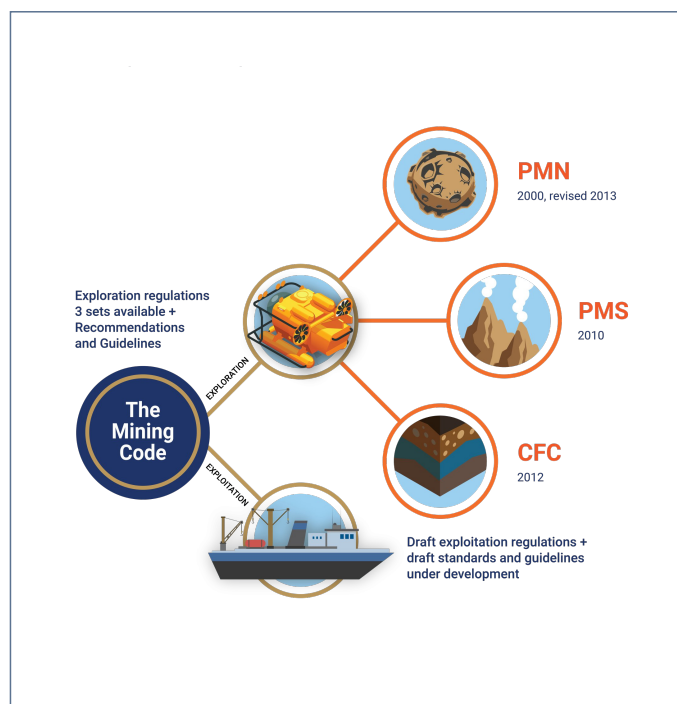 PMN
2000, revised 2013
Exploration regulations
3 sets available +
Recommendations
and Guidelines
PMS
2010
EXPLORATION
The
Mining
Code
EXPLOITATION
CFC
2012
Draft exploitation regulations +
draft standards and guidelines
under development